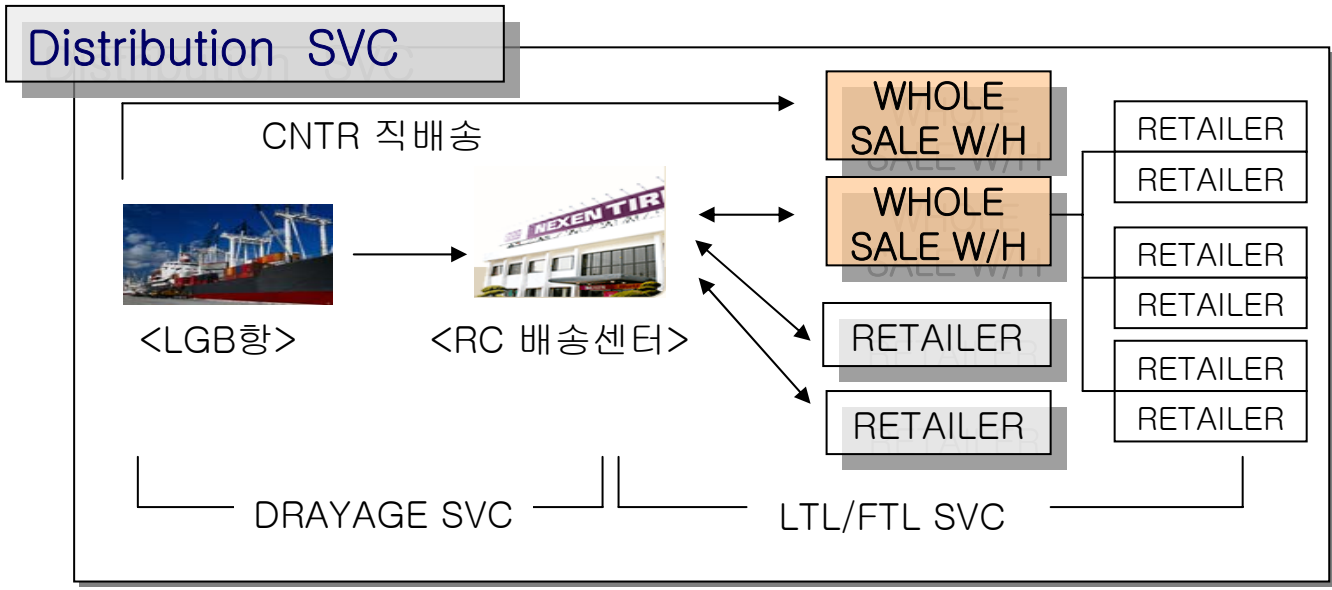 Distribution SVC
CNTR 직배송
WHOLE
SALE W/H
WHOLE
SALE W/H
NEXEN TIR
<LGB항>
<RC 배송센터>
RETAILER
RETAILER
RETAILER
RETAILER
RETAILER
RETAILER
RETAILER
RETAILER
DRAYAGE SVC
LTL/FTL SVC